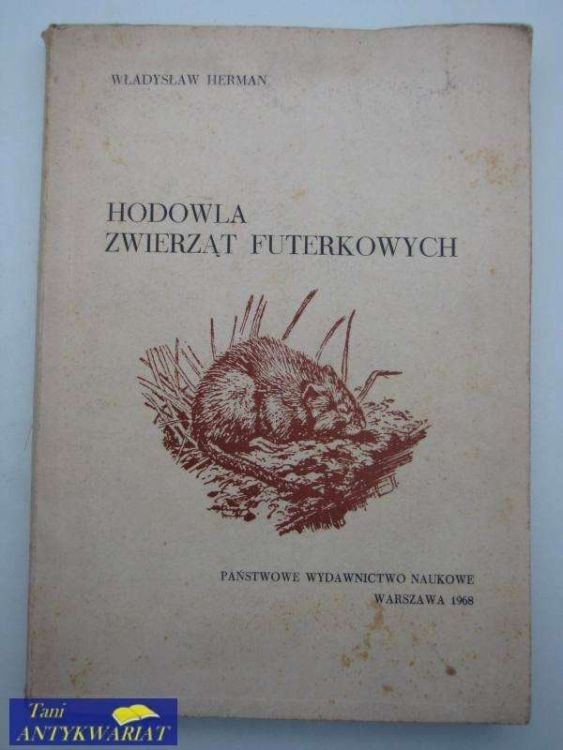 WŁADYSŁAW HERMAN
HODOWLA
ZWIERZĄT FUTERKOWYCH
PAŃSTWOWE WYDAWNICTWO NAUKOWE
WARSZAWA 1968
Tani
ANTYKWARIAT